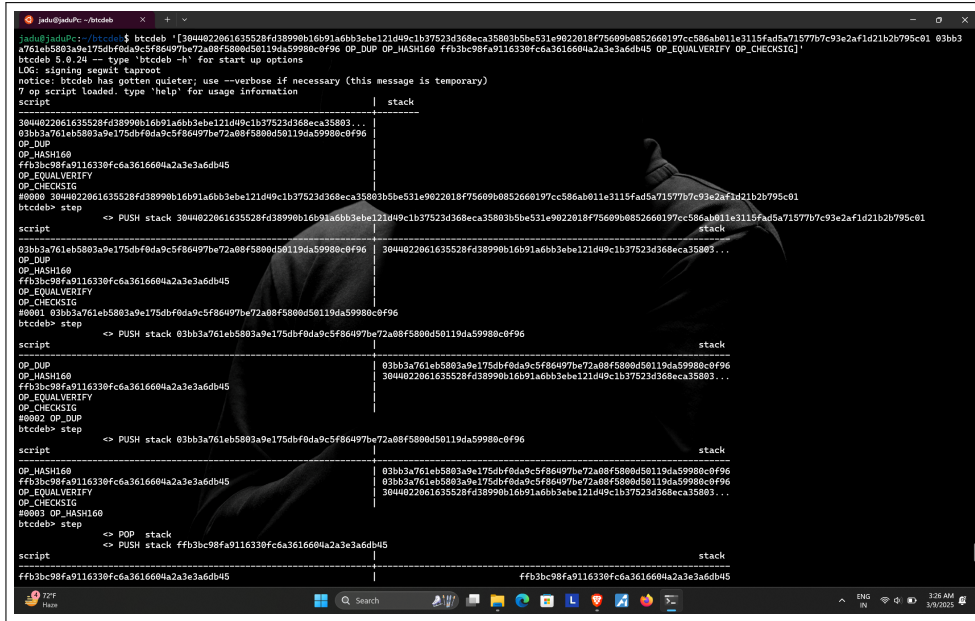 jadu@jaduPc: ~/btcdeb
jadu@jaduPc:~/btcdeb$ btcdeb '[3044022061635528fd38990b16b91a6bb3ebe121d49c1b37523d368eca35803b5be531e9022018f75609b0852660197cc586ab011e3115fad5a71577b7c93e2af1d21b2b795c01 03bb3
a761eb5803a9e175dbf0da9c5f86497be72a08f5800d50119da59980c0f96 OP_DUP OP_HASH160 ffb3bc98fa9116330fc6a3616604a2a3e3a6db45 OP_EQUALVERIFY OP_CHECKSIG]'
btcdeb 5.0.24 -- type `btcdeb -h` for start up options
LOG: signing segwit taproot
notice: btcdeb has gotten quieter; use --verbose if necessary (this message is temporary)
7 op script loaded. type `help` for usage information
script | stack
3044022061635528fd38990b16b91a6bb3ebe121d49c1b37523d368eca35803... |
03bb3a761eb5803a9e175dbf0da9c5f86497be72a08f5800d50119da59980c0f96 |
OP_DUP |
OP_HASH160 |
ffb3bc98fa9116330fc6a3616604a2a3e3a6db45 |
OP_EQUALVERIFY |
OP_CHECKSIG |
#0000 3044022061635528fd38990b16b91a6bb3ebe121d49c1b37523d368eca35803b5be531e9022018f75609b0852660197cc586ab011e3115fad5a71577b7c93e2af1d21b2b795c01
btcdeb> step
<> PUSH stack 3044022061635528fd38990b16b91a6bb3ebe121d49c1b37523d368eca35803b5be531e9022018f75609b0852660197cc586ab011e3115fad5a71577b7c93e2af1d21b2b795c01
script | stack
03bb3a761eb5803a9e175dbf0da9c5f86497be72a08f5800d50119da59980c0f96 | 3044022061635528fd38990b16b91a6bb3ebe121d49c1b37523d368eca35803...
OP_DUP |
OP_HASH160 |
ffb3bc98fa9116330fc6a3616604a2a3e3a6db45 |
OP_EQUALVERIFY |
OP_CHECKSIG |
#0001 03bb3a761eb5803a9e175dbf0da9c5f86497be72a08f5800d50119da59980c0f96
btcdeb> step
<> PUSH stack 03bb3a761eb5803a9e175dbf0da9c5f86497be72a08f5800d50119da59980c0f96
script | stack
OP_DUP | 03bb3a761eb5803a9e175dbf0da9c5f86497be72a08f5800d50119da59980c0f96
OP_HASH160 | 3044022061635528fd38990b16b91a6bb3ebe121d49c1b37523d368eca35803...
ffb3bc98fa9116330fc6a3616604a2a3e3a6db45 |
OP_EQUALVERIFY |
OP_CHECKSIG |
#0002 OP_DUP
btcdeb> step
<> PUSH stack 03bb3a761eb5803a9e175dbf0da9c5f86497be72a08f5800d50119da59980c0f96
script | stack
OP_HASH160 | 03bb3a761eb5803a9e175dbf0da9c5f86497be72a08f5800d50119da59980c0f96
ffb3bc98fa9116330fc6a3616604a2a3e3a6db45 | 03bb3a761eb5803a9e175dbf0da9c5f86497be72a08f5800d50119da59980c0f96
OP_EQUALVERIFY | 3044022061635528fd38990b16b91a6bb3ebe121d49c1b37523d368eca35803...
OP_CHECKSIG |
#0003 OP_HASH160
btcdeb> step
<> POP stack
<> PUSH stack ffb3bc98fa9116330fc6a3616604a2a3e3a6db45
script | stack
ffb3bc98fa9116330fc6a3616604a2a3e3a6db45 | ffb3bc98fa9116330fc6a3616604a2a3e3a6db45
72°F
Haze
Search
ENG
IN
3:26 AM
3/9/2025